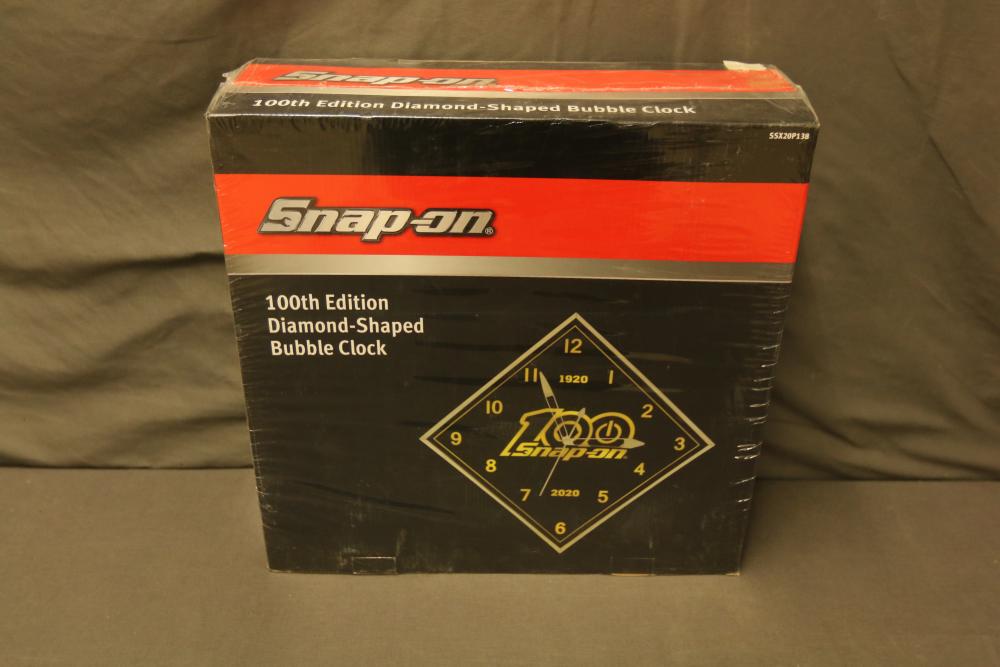 Snap-on
100th Edition Diamond-Shaped Bubble Clock
SSX20P138
Snap-on®
100th Edition
Diamond-Shaped
Bubble Clock
12
11 1920 1
10 2
100
9 3
Snap-on
8 4
7 2020 5
6